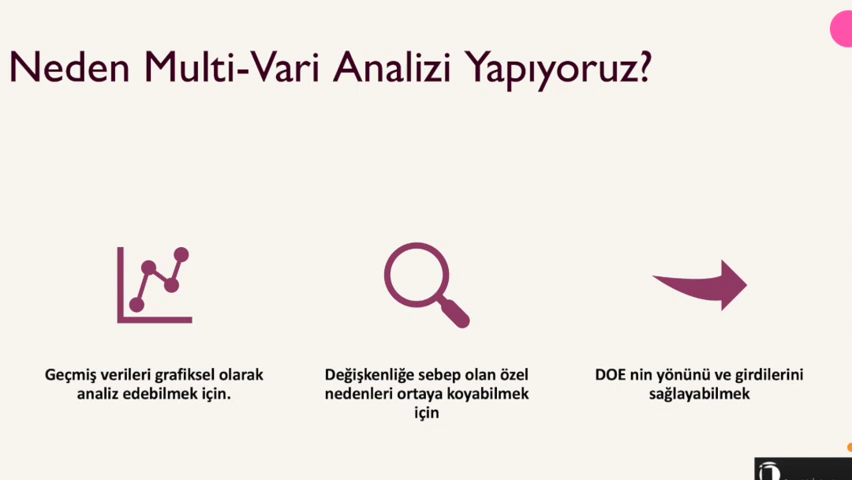 Neden Multi-Vari Analizi Yapıyoruz?
Geçmiş verileri grafiksel olarak
analiz edebilmek için.
Değişkenliğe sebep olan özel
nedenleri ortaya koyabilmek
için
DOE nin yönünü ve girdilerini
sağlayabilmek